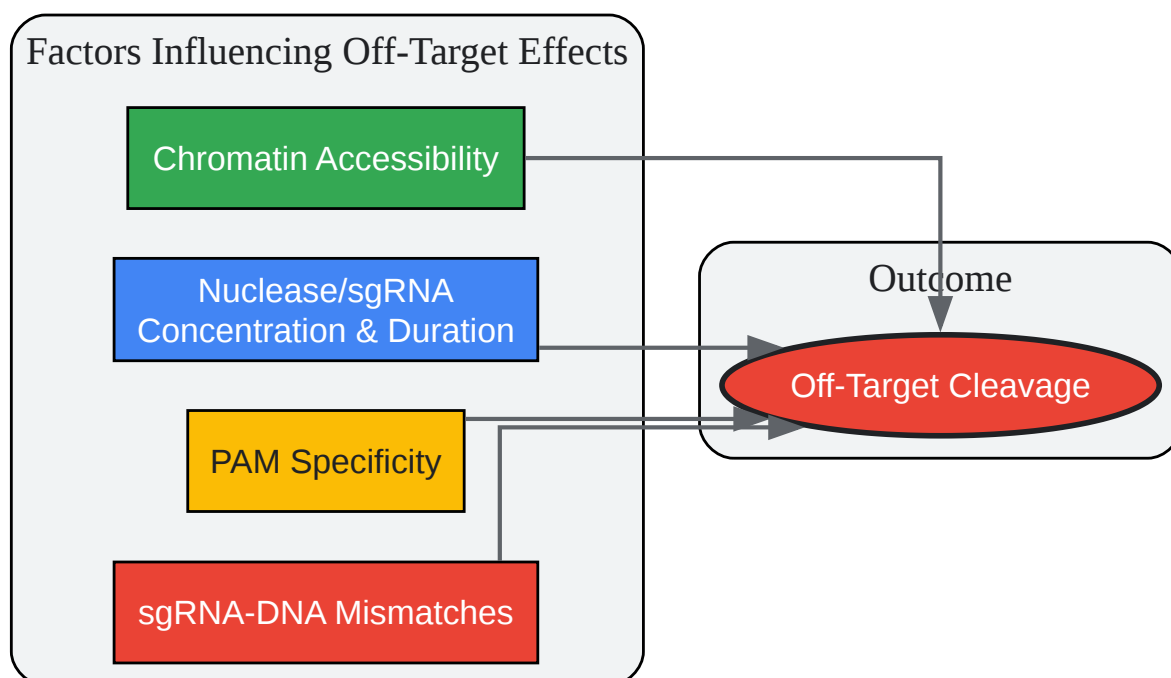 Factors Influencing Off-Target Effects
Chromatin Accessibility
Nuclease/sgRNA
Concentration & Duration
PAM Specificity
sgRNA-DNA Mismatches
Outcome
Off-Target Cleavage